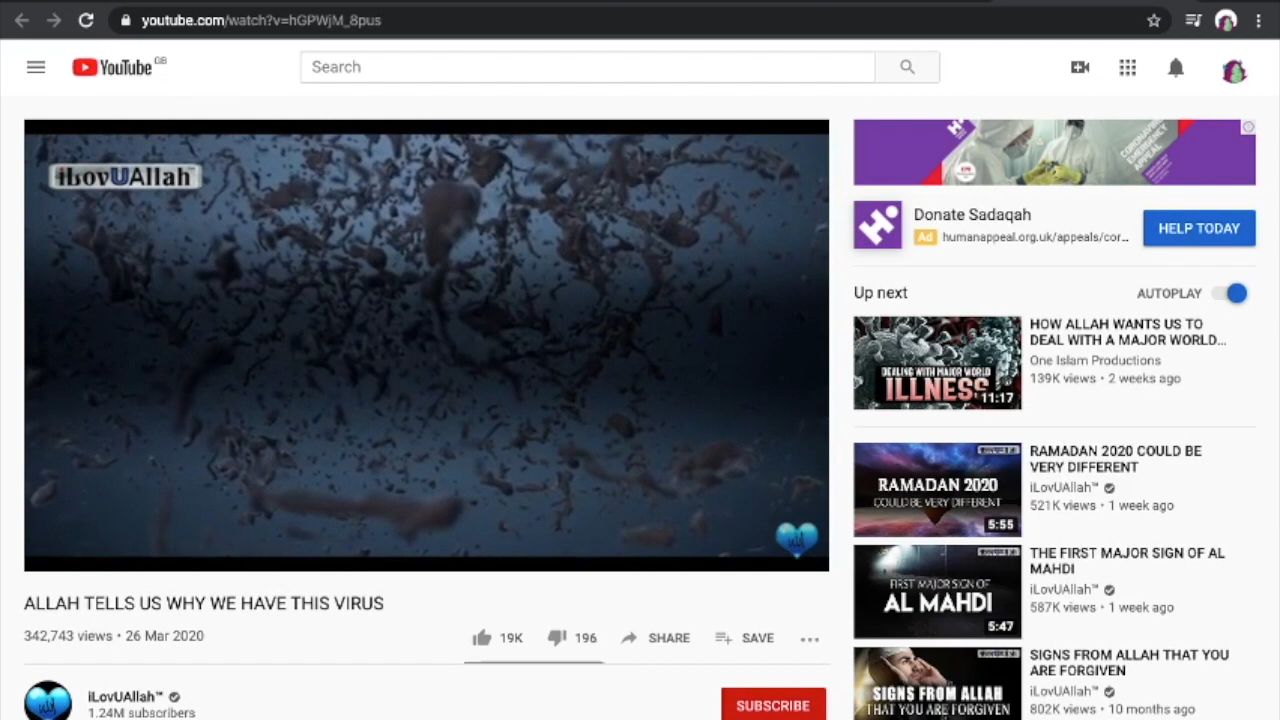 youtube.com/watch?v=hGPWjM_8pus
YouTube GB
Search
iLovUAllah
CORONAVIRUS
EMERGENCY
APPEAL
Donate Sadaqah
Ad humanappeal.org.uk/appeals/cor...
HELP TODAY
Up next
AUTOPLAY
DEALING WITH MAJOR WORLD
ILLNESS
11:17
HOW ALLAH WANTS US TO
DEAL WITH A MAJOR WORLD...
One Islam Productions
139K views • 2 weeks ago
RAMADAN 2020
COULD BE VERY DIFFERENT
5:55
RAMADAN 2020 COULD BE
VERY DIFFERENT
iLovUAllah™
521K views • 1 week ago
FIRST MAJOR SIGN OF
AL MAHDI
5:47
THE FIRST MAJOR SIGN OF AL
MAHDI
iLovUAllah™
587K views • 1 week ago
SIGNS FROM ALLAH
THAT YOU ARE FORGIVEN
SIGNS FROM ALLAH THAT YOU
ARE FORGIVEN
iLovUAllah™
802K views • 10 months ago
ALLAH TELLS US WHY WE HAVE THIS VIRUS
342,743 views • 26 Mar 2020
19K 196 SHARE SAVE
iLovUAllah™
1.24M subscribers
SUBSCRIBE